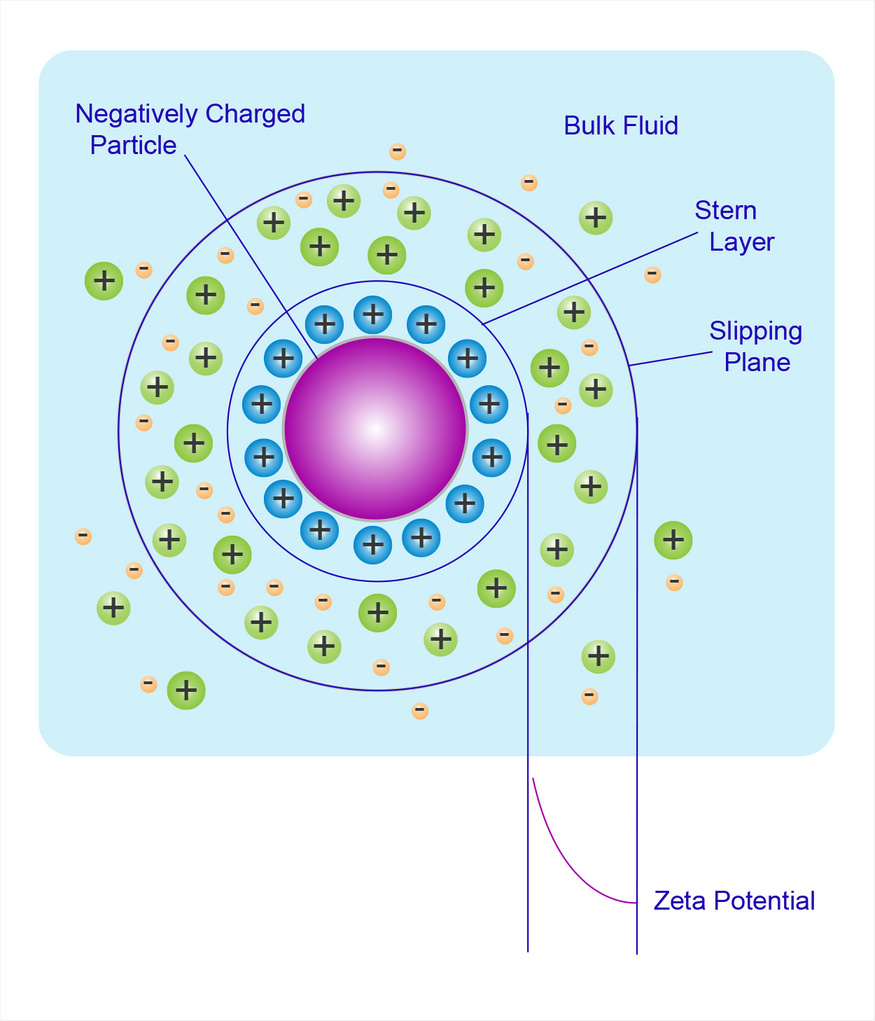 Negatively Charged
Particle
Bulk Fluid
Stern
Layer
Slipping
Plane
Zeta Potential